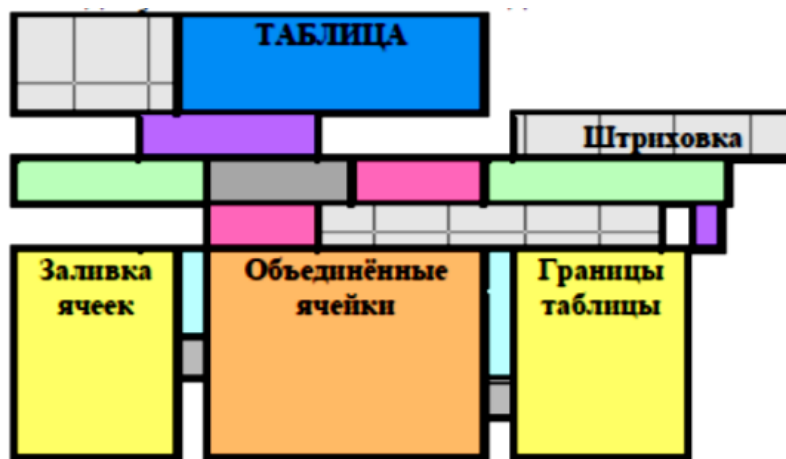 ТАБЛИЦА
Штриховка
Заливка
ячеек
Объединённые
ячейки
Границы
таблицы